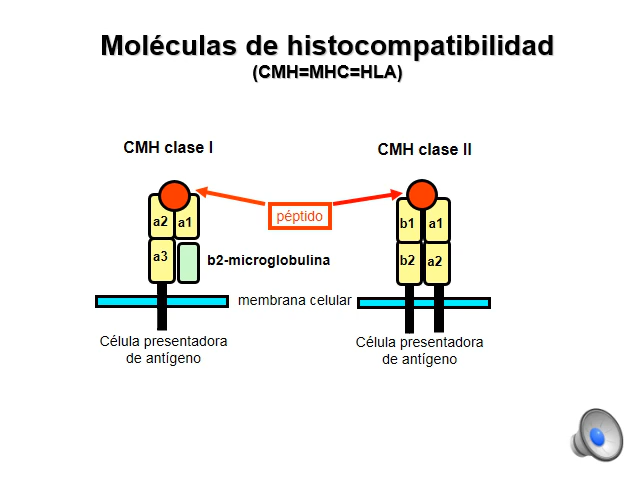 Moléculas de histocompatibilidad
(CMH=MHC=HLA)
CMH clase I
CMH clase II
péptido
a2 a1
b1 a1
a3
b2-microglobulina
b2 a2
membrana celular
Célula presentadora
de antígeno
Célula presentadora
de antígeno